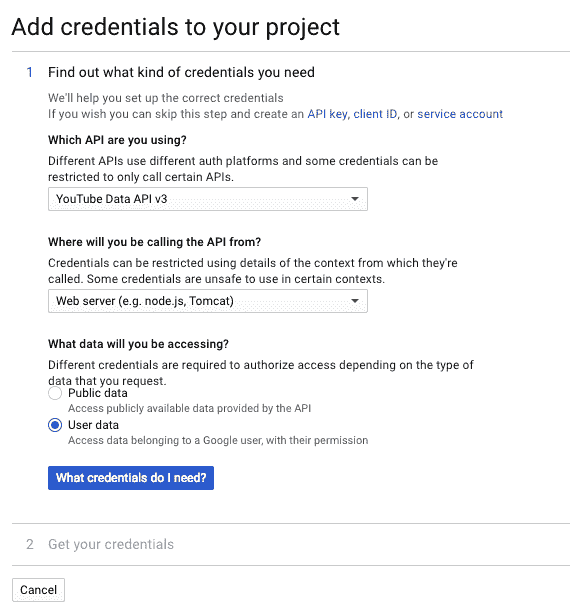 Add credentials to your project
1 Find out what kind of credentials you need
We'll help you set up the correct credentials
If you wish you can skip this step and create an API key, client ID, or service account
Which API are you using?
Different APIs use different auth platforms and some credentials can be
restricted to only call certain APIs.
YouTube Data API v3
Where will you be calling the API from?
Credentials can be restricted using details of the context from which they're
called. Some credentials are unsafe to use in certain contexts.
Web server (e.g. node.js, Tomcat)
What data will you be accessing?
Different credentials are required to authorize access depending on the type of
data that you request.
Public data
Access publicly available data provided by the API
User data
Access data belonging to a Google user, with their permission
What credentials do I need?
2 Get your credentials
Cancel